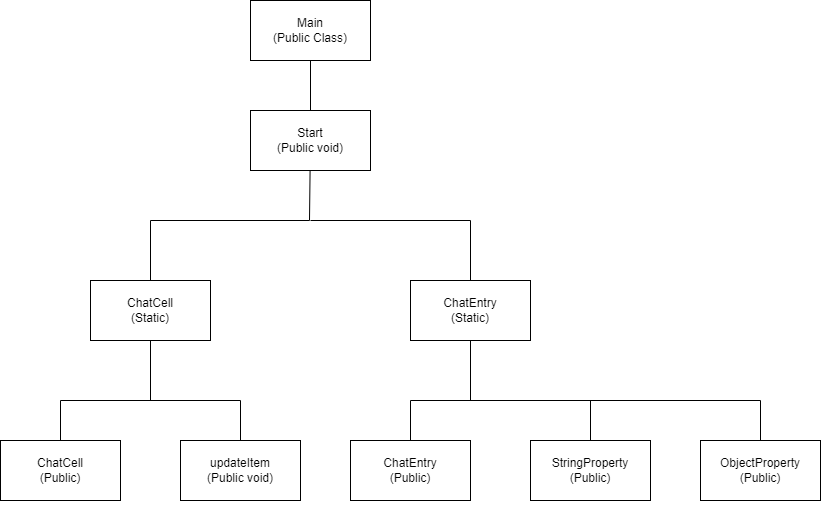 Main
(Public Class)
Start
(Public void)
ChatCell
(Static)
ChatEntry
(Static)
ChatCell
(Public)
updateItem
(Public void)
ChatEntry
(Public)
StringProperty
(Public)
ObjectProperty
(Public)